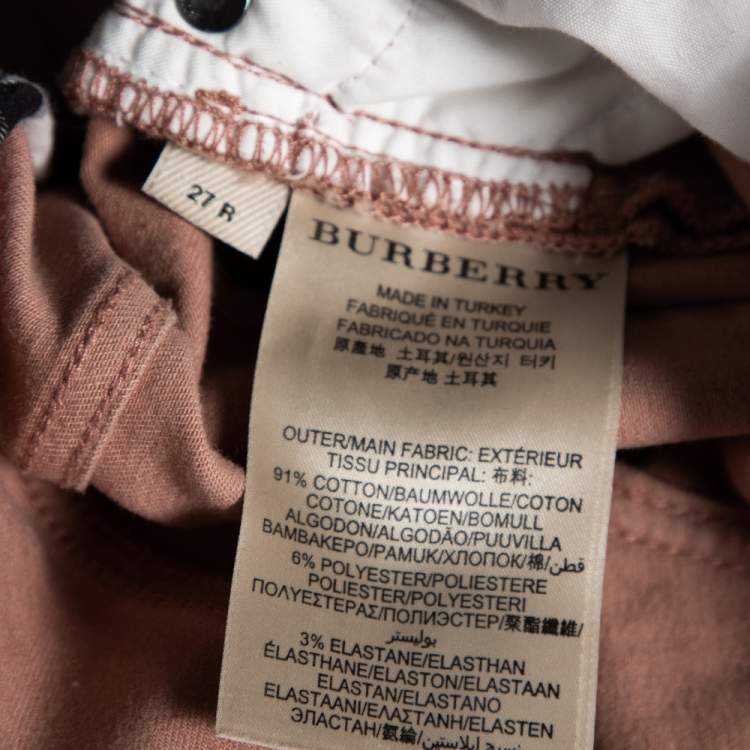 27 R
BURBERRY
MADE IN TURKEY
FABRIQUÉ EN TURQUIE
FABRICADO NA TURQUIA
原產地 土耳其/원산지 터키
原产地 土耳其
OUTER/MAIN FABRIC: EXTÉRIEUR
TISSU PRINCIPAL: 布料:
91% COTTON/BAUMWOLLE/COTON
COTONE/KATOEN/BOMULL
ALGODON/ALGODÃO/PUUVILLA
BAMBAKEPO/PAMUK/ХЛОПОК/棉/قطن/
6% POLYESTER/POLIESTERE
POLIESTER/POLYESTERI
ΠΟΛΥΕΣΤΕΡΑΣ/ПОЛИЭСТЕР/聚酯纖維/
بوليستر
3% ELASTANE/ELASTHAN
ÉLASTHANE/ELASTON/ELASTAAN
ELASTAN/ELASTANO
ELASTAANI/ΕΛΑΣΤΑΝΗ/ELASTEN
ЭЛАСТАН/氨綸/نسيج إيلاستين